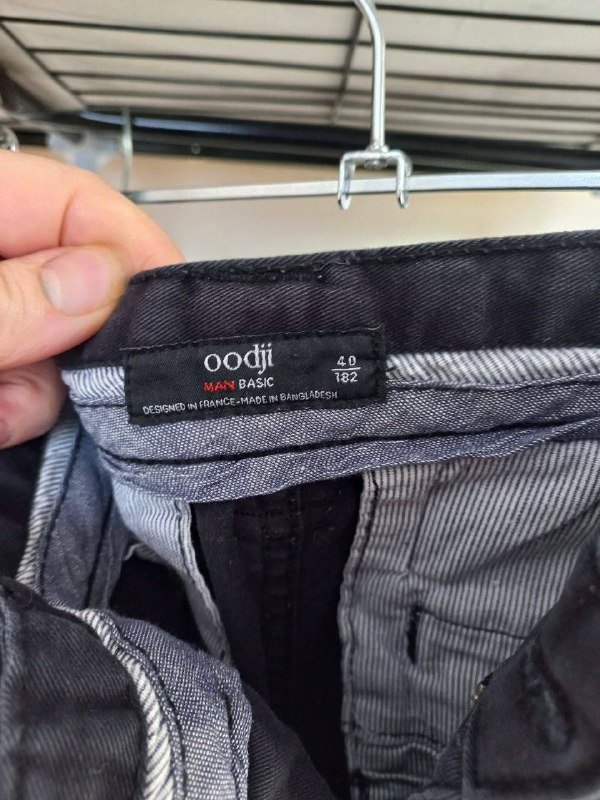 oodji
MAN BASIC
40
182
DESIGNED IN FRANCE-MADE IN BANGLADESH